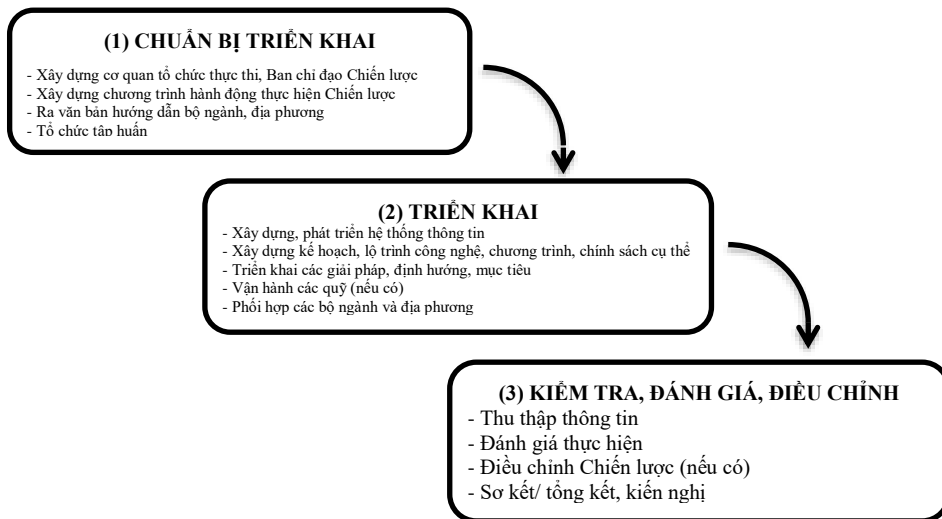 (1) CHUẨN BỊ TRIỂN KHAI
- Xây dựng cơ quan tổ chức thực thi, Ban chỉ đạo Chiến lược
- Xây dựng chương trình hành động thực hiện Chiến lược
- Ra văn bản hướng dẫn bộ ngành, địa phương
- Tổ chức tập huấn
(2) TRIỂN KHAI
- Xây dựng, phát triển hệ thống thông tin
- Xây dựng kế hoạch, lộ trình công nghệ, chương trình, chính sách cụ thể
- Triển khai các giải pháp, định hướng, mục tiêu
- Vận hành các quỹ (nếu có)
- Phối hợp các bộ ngành và địa phương
(3) KIỂM TRA, ĐÁNH GIÁ, ĐIỀU CHỈNH
- Thu thập thông tin
- Đánh giá thực hiện
- Điều chỉnh Chiến lược (nếu có)
- Sơ kết/ tổng kết, kiến nghị